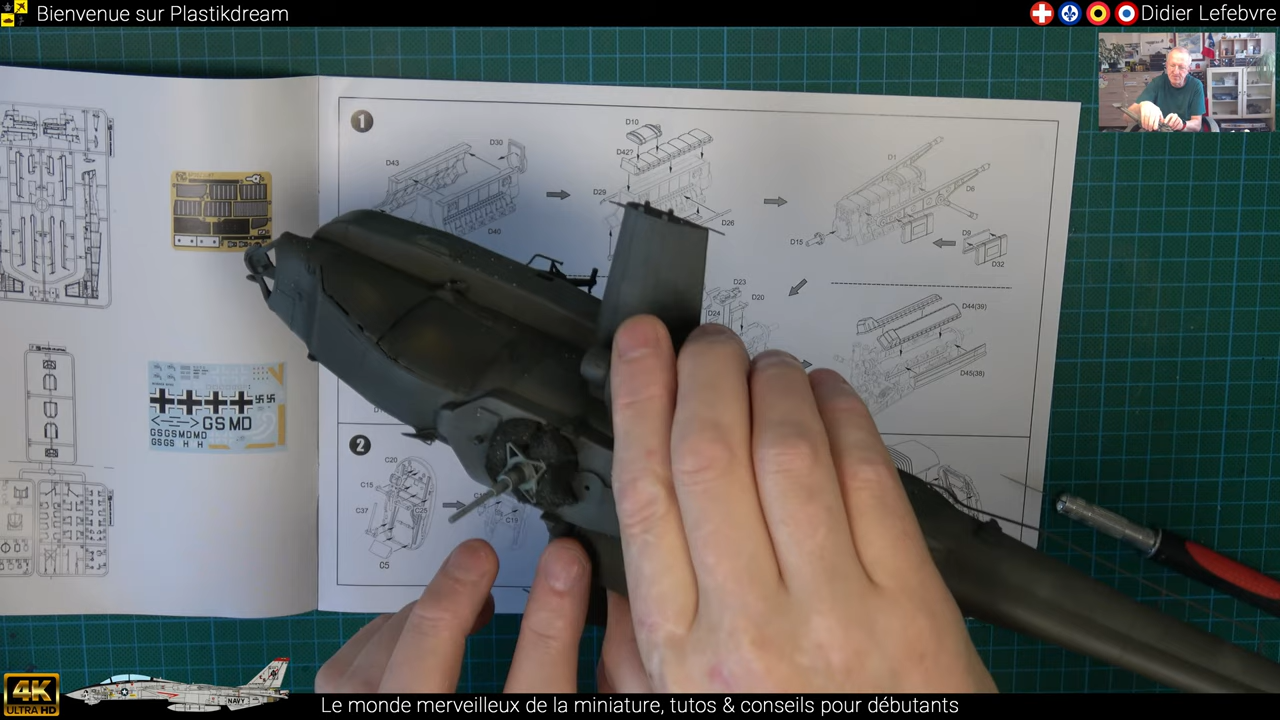 Bienvenue sur Plastikdream
Didier Lefebvre
1
D43
D30
D40
D10
D42?
D29
D26
D1
D6
D15
D9
D32
D23
D20
D24
D44(39)
D45(38)
2
C20
C15
C37
C25
C5
GS MD
GSGSMDMD
GSGS H H
4K
ULTRA HD
NAVY
Le monde merveilleux de la miniature, tutos & conseils pour débutants